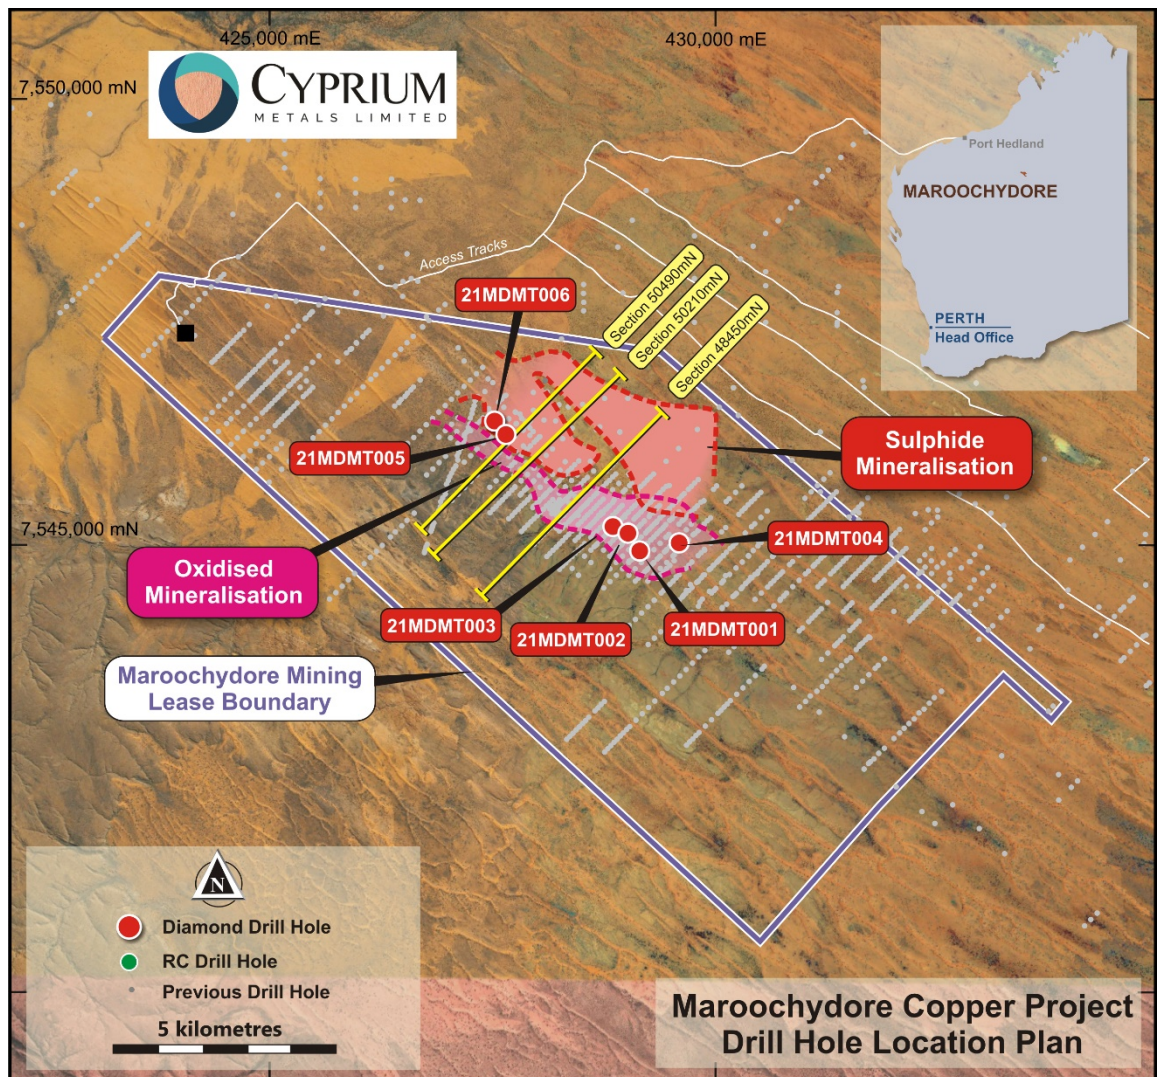 425,000 mE
430,000 mE
7,550,000 mN
CYPRIUM
METALS LIMITED
Port Hedland
MAROOCHYDORE
PERTH
Head Office
Access Tracks
Section 50490mN
Section 50210mN
Section 48450mN
21MDMT006
21MDMT005
Sulphide
Mineralisation
7,545,000 mN
21MDMT004
Oxidised
Mineralisation
21MDMT003
21MDMT002
21MDMT001
Maroochydore Mining
Lease Boundary
N
Diamond Drill Hole
RC Drill Hole
Previous Drill Hole
5 kilometres
Maroochydore Copper Project
Drill Hole Location Plan